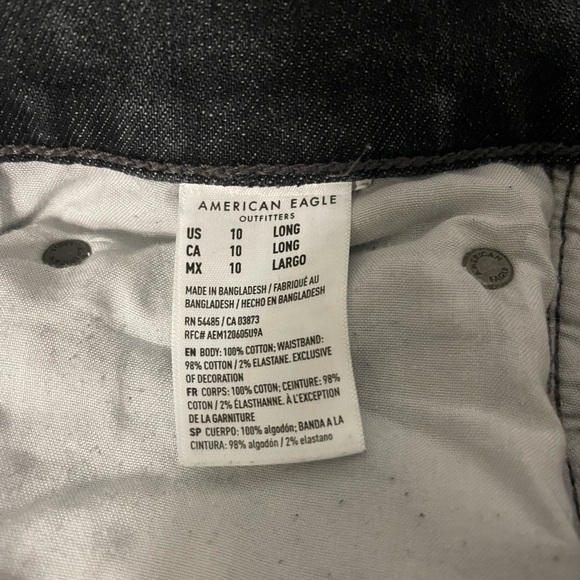 AMERICAN EAGLE
OUTFITTERS
US 10 LONG
CA 10 LONG
MX 10 LARGO
MADE IN BANGLADESH / FABRIQUÉ AU
BANGLADESH / HECHO EN BANGLADESH
RN 54485 / CA 03873
RFC# AEM120605U9A
EN BODY: 100% COTTON; WAISTBAND:
98% COTTON / 2% ELASTANE. EXCLUSIVE
OF DECORATION
FR CORPS: 100% COTON; CEINTURE: 98%
COTON / 2% ÉLASTHANNE. À L'EXCEPTION
DE LA GARNITURE
SP CUERPO: 100% algodón; BANDA A LA
CINTURA: 98% algodón / 2% elastano
AMERICAN
EAGLE